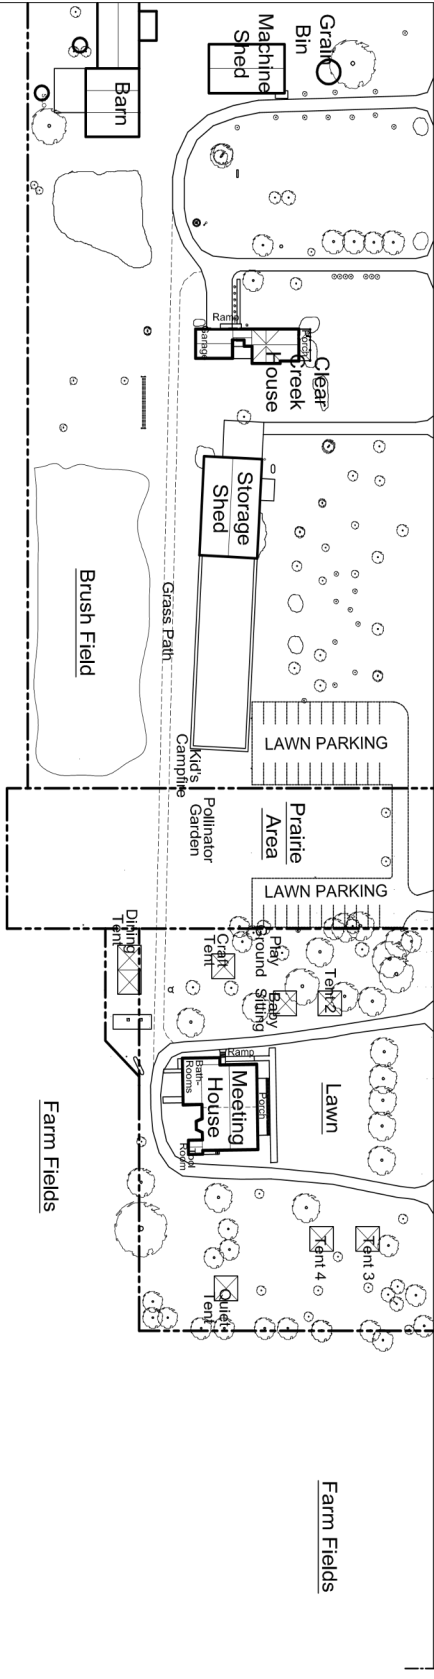 Grain
Bin
Machine
Shed
Barn
Ramp
Garage
Porch
Clear
Creek
House
Storage
Shed
Brush Field
Grass Path
Kid's
Campfire
LAWN PARKING
Pollinator
Garden
Prairie
Area
LAWN PARKING
Dining
Tent
Craft
Tent
Play
Ground
Baby
Sitting
Tent 2
Ramp
Bath-
Rooms
Meeting
House
Porch
Lawn
Room
Farm Fields
Tent 4
Tent 3
Quiet
Tent
Farm Fields